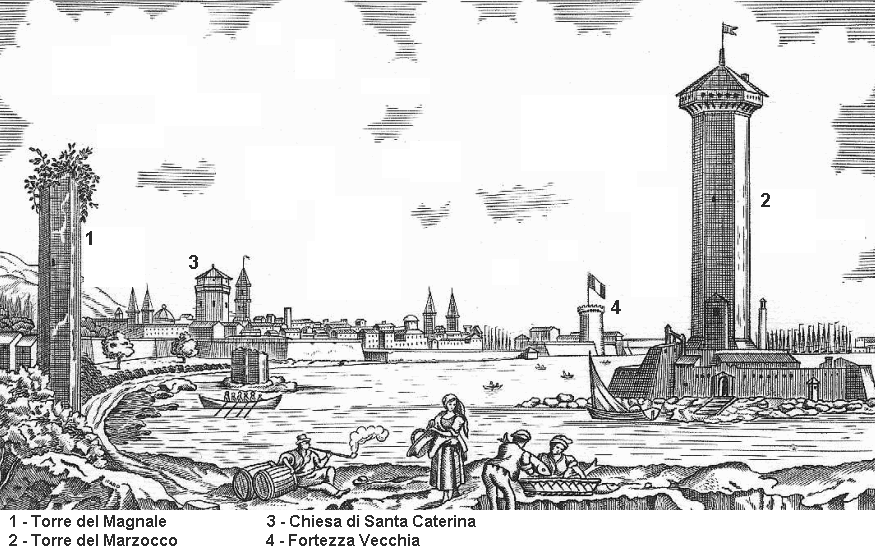 3
2
1
4
1 - Torre del Magnale
2 - Torre del Marzocco
3 - Chiesa di Santa Caterina
4 - Fortezza Vecchia